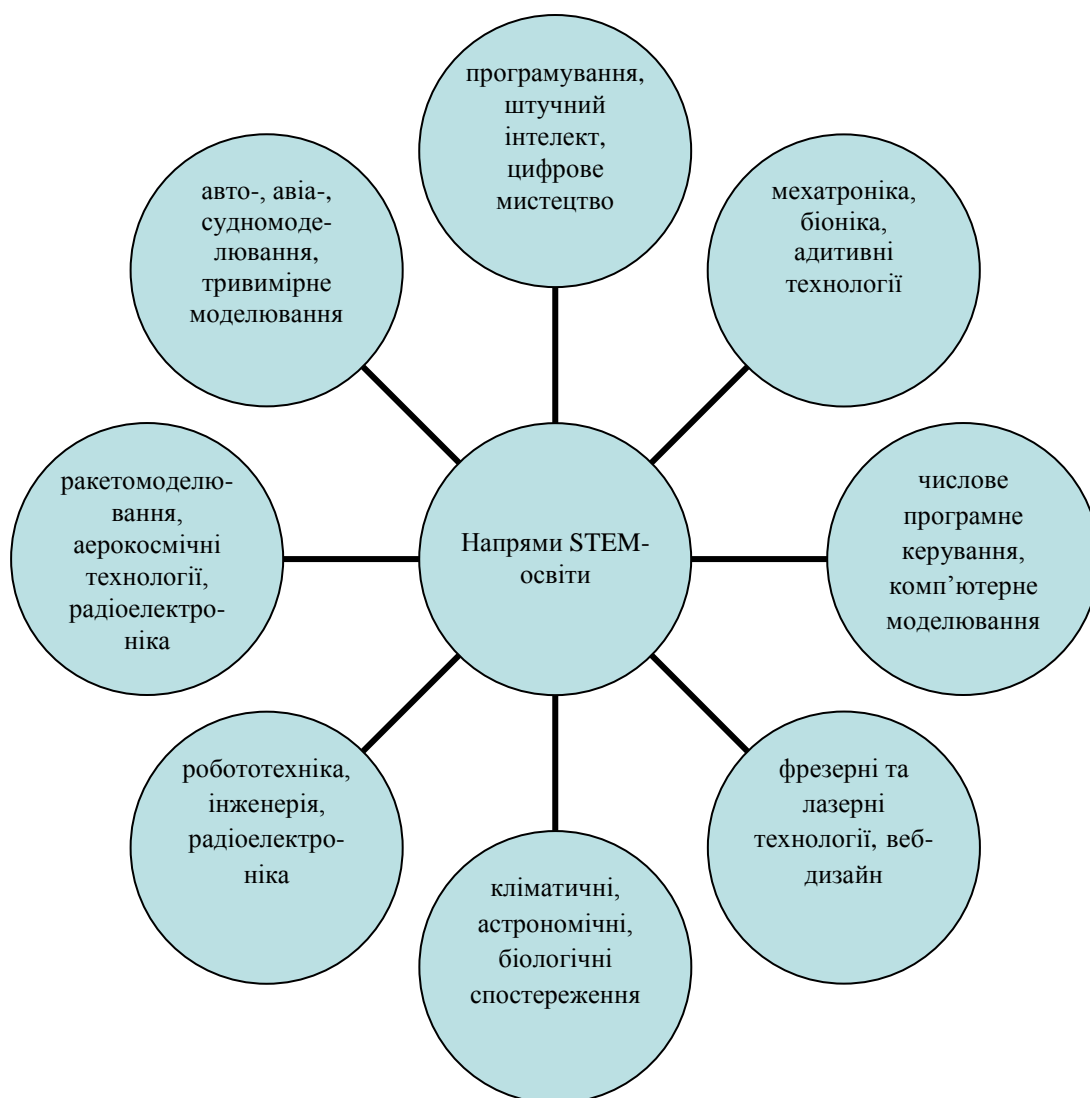 програмування,
штучний
інтелект,
цифрове
мистецтво
авто-, авіа-,
судномоде-
лювання,
тривимірне
моделювання
мехатроніка,
біоніка,
адитивні
технології
ракетомоделю-
вання,
аерокосмічні
технології,
радіоелектро-
ніка
Напрями STEM-
освіти
числове
програмне
керування,
комп’ютерне
моделювання
робототехніка,
інженерія,
радіоелектро-
ніка
фрезерні та
лазерні
технології, веб-
дизайн
кліматичні,
астрономічні,
біологічні
спостереження